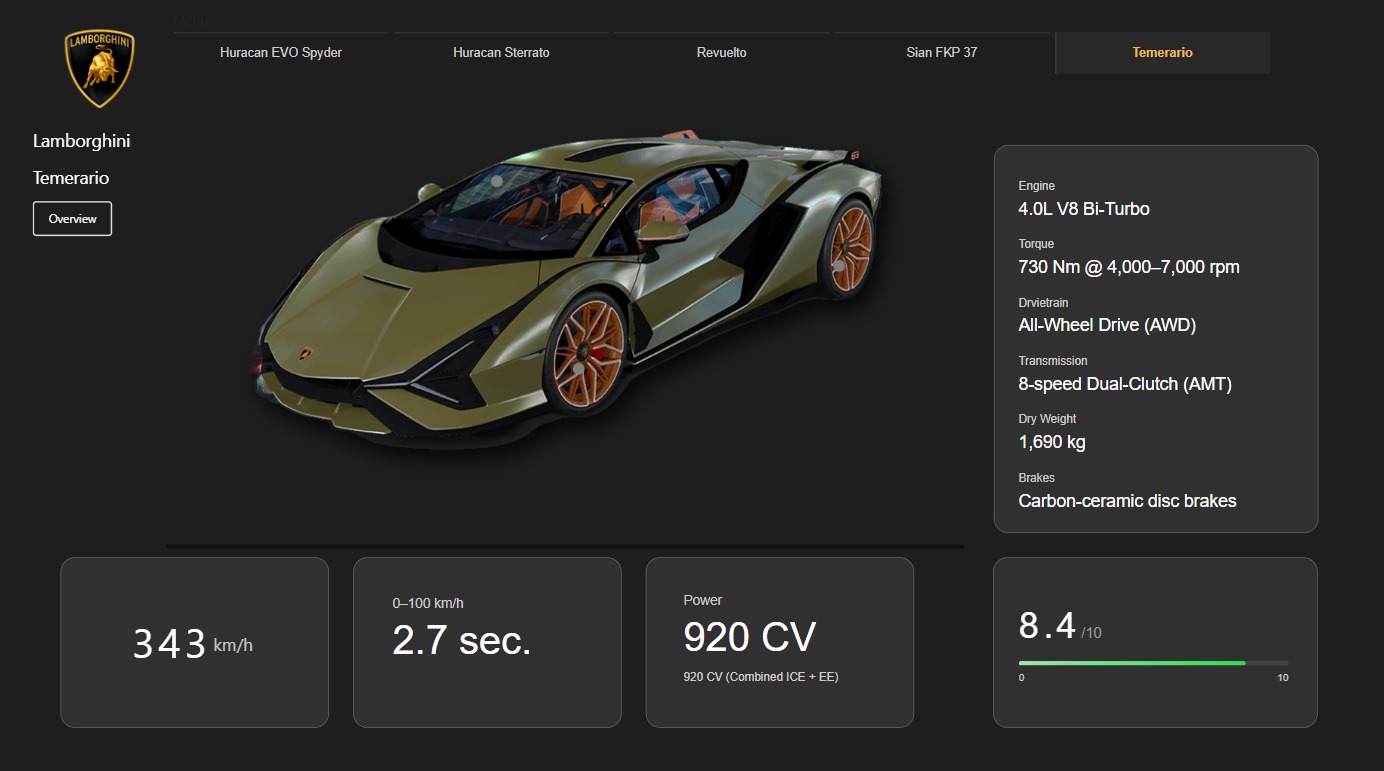 Menu
LAMBORGHINI
Huracan EVO Spyder
Huracan Sterrato
Revuelto
Sian FKP 37
Temerario
Lamborghini
Temerario
Overview
Engine
4.0L V8 Bi-Turbo
Torque
730 Nm @ 4,000–7,000 rpm
Drvietrain
All-Wheel Drive (AWD)
Transmission
8-speed Dual-Clutch (AMT)
Dry Weight
1,690 kg
Brakes
Carbon-ceramic disc brakes
343 km/h
0–100 km/h
2.7 sec.
Power
920 CV
920 CV (Combined ICE + EE)
8.4 /10
0 10